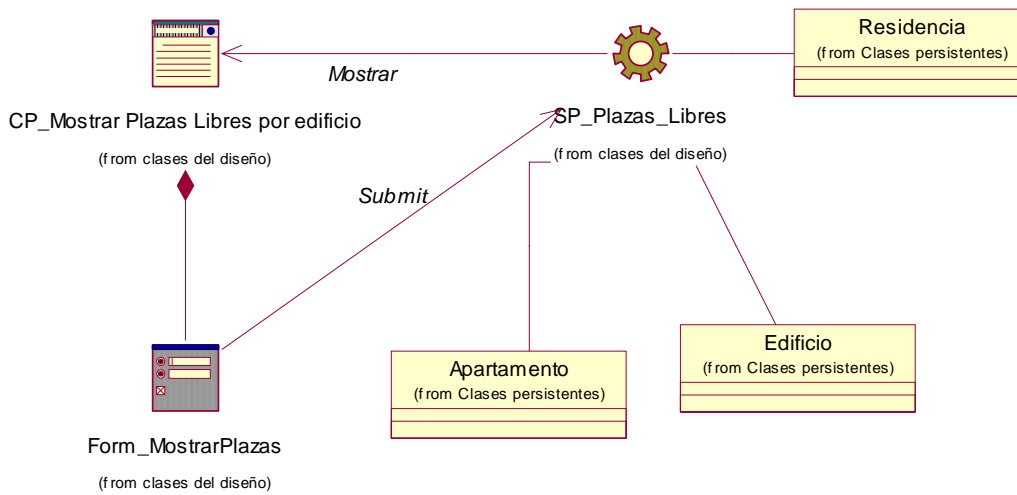 Residencia
(from Clases persistentes)
Mostrar
CP_Mostrar Plazas Libres por edificio
(from clases del diseño)
SP_Plazas_Libres
(from clases del diseño)
Submit
Apartamento
(from Clases persistentes)
Edificio
(from Clases persistentes)
Form_MostrarPlazas
(from clases del diseño)